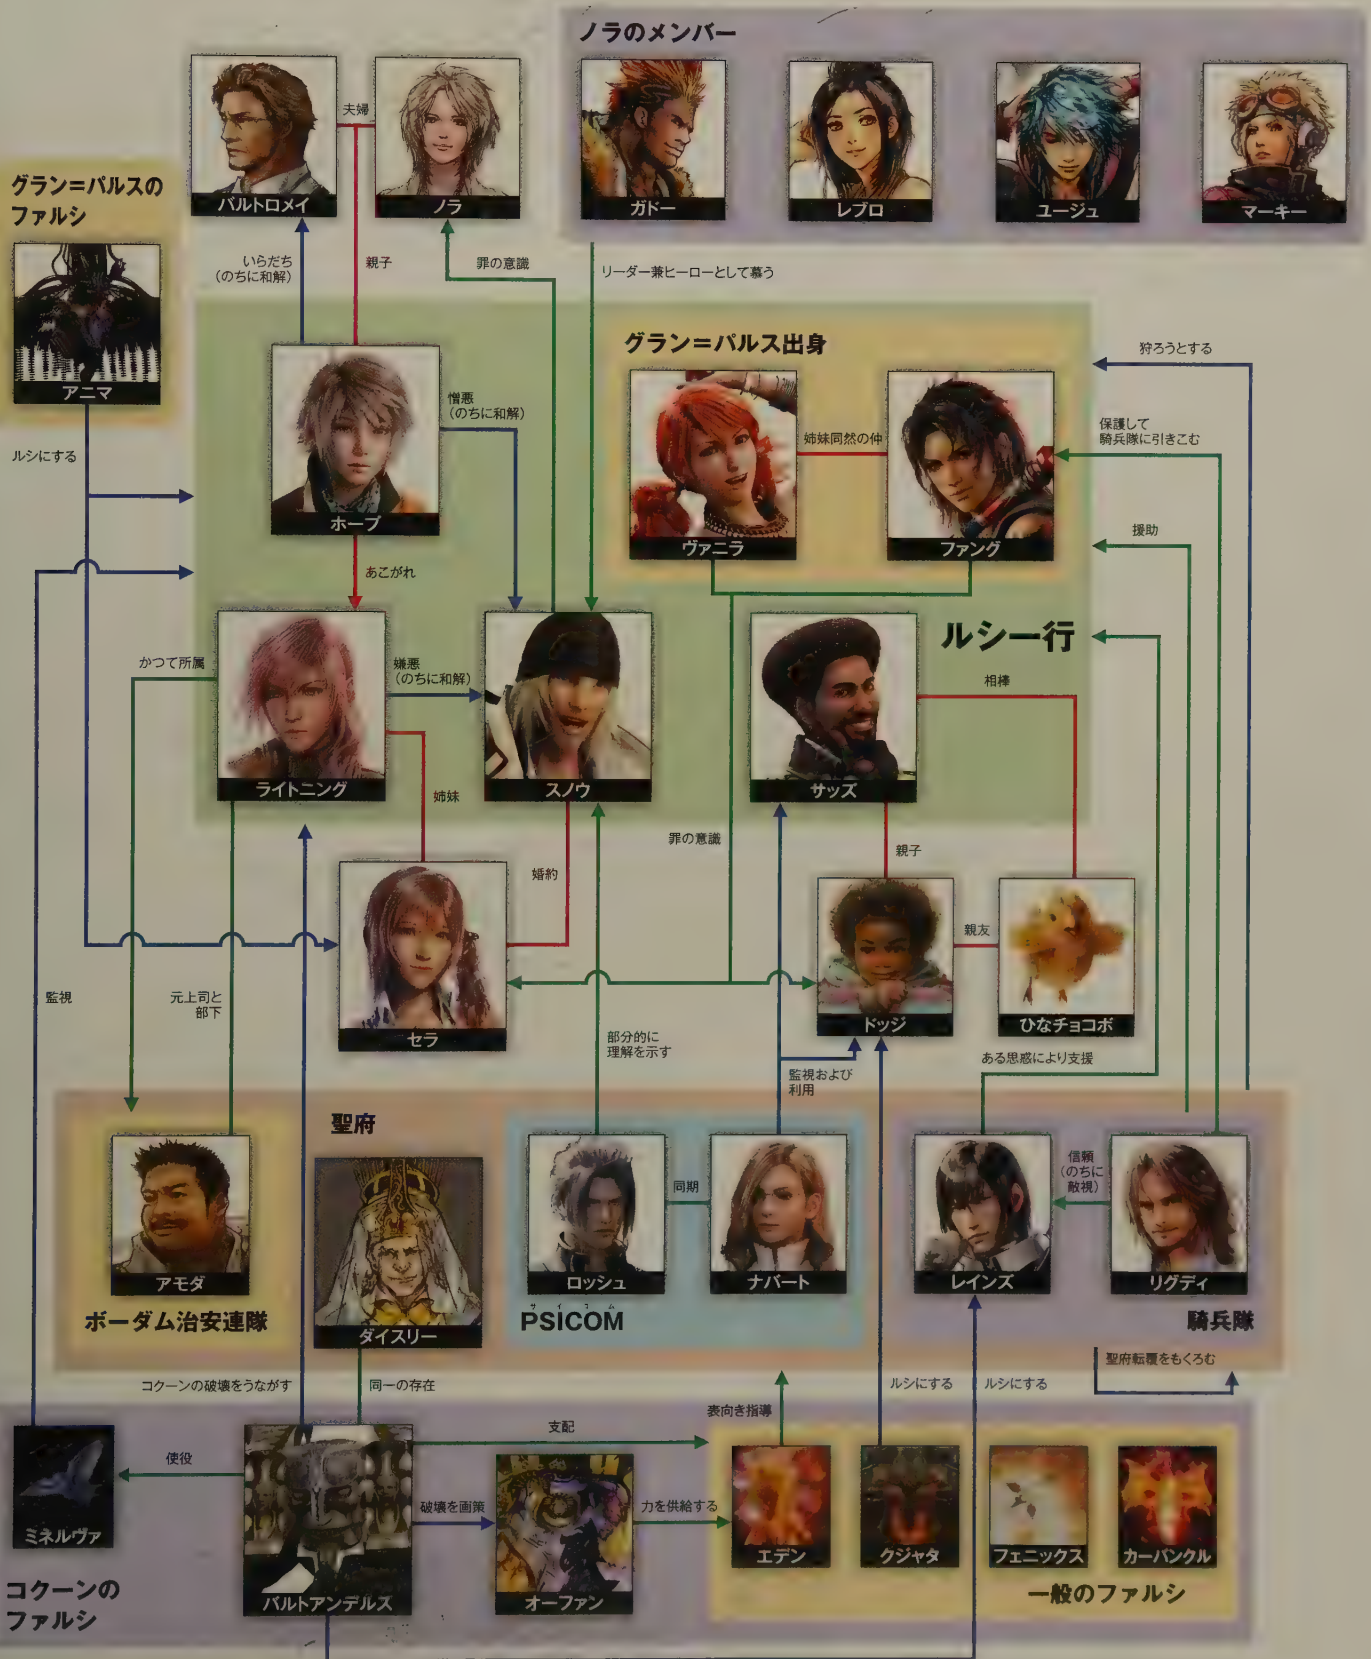 ノラのメンバー
夫婦
グラン=パルスの
ファルシ
バルトロメイ
ノラ
ガドー
レブロ
ユージュ
マーキー
いらだち
(のちに和解)
親子
罪の意識
リーダー兼ヒーローとして慕う
アニマ
グラン=パルス出身
狩ろうとする
憎悪
(のちに和解)
姉妹同然の仲
保護して
騎兵隊に引きこむ
ルシにする
ホープ
ヴァニラ
ファング
援助
あこがれ
ルシ一行
かつて所属
嫌悪
(のちに和解)
相棒
ライトニング
スノウ
サッズ
姉妹
罪の意識
親子
婚約
親友
監視
元上司と
部下
セラ
ドッジ
ひなチョコボ
部分的に
理解を示す
監視および
利用
ある思惑により支援
聖府
同期
信頼
(のちに
敵視)
アモダ
ロッシュ
ナバート
レインズ
リグディ
ボーダム治安連隊
ダイスリー
サイコム
PSICOM
騎兵隊
聖府転覆をもくろむ
コクーンの破壊をうながす
同一の存在
ルシにする
ルシにする
表向き指導
支配
使役
破壊を画策
力を供給する
ミネルヴァ
エデン
クジャタ
フェニックス
カーバンクル
コクーンの
ファルシ
バルトアンデルス
オーファン
一般のファルシ